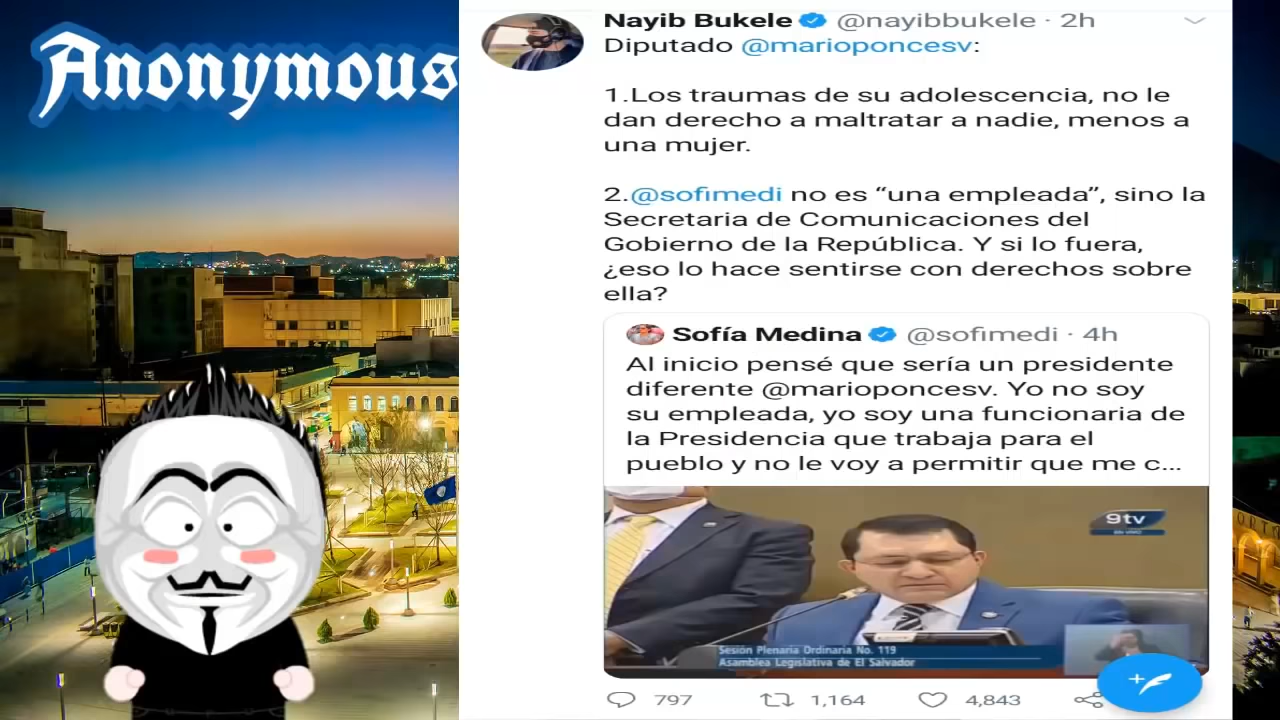 Anonymous
Nayib Bukele @nayibbukele · 2h
Diputado @marioponcesv:
1.Los traumas de su adolescencia, no le
dan derecho a maltratar a nadie, menos a
una mujer.
2.@sofimedi no es “una empleada”, sino la
Secretaria de Comunicaciones del
Gobierno de la República. Y si lo fuera,
¿eso lo hace sentirse con derechos sobre
ella?
Sofía Medina @sofimedi · 4h
Al inicio pensé que sería un presidente
diferente @marioponcesv. Yo no soy
su empleada, yo soy una funcionaria de
la Presidencia que trabaja para el
pueblo y no le voy a permitir que me c...
9tv
EN VIVO
Sesión Plenaria Ordinaria No. 119
Asamblea Legislativa de El Salvador
797 1,164 4,843